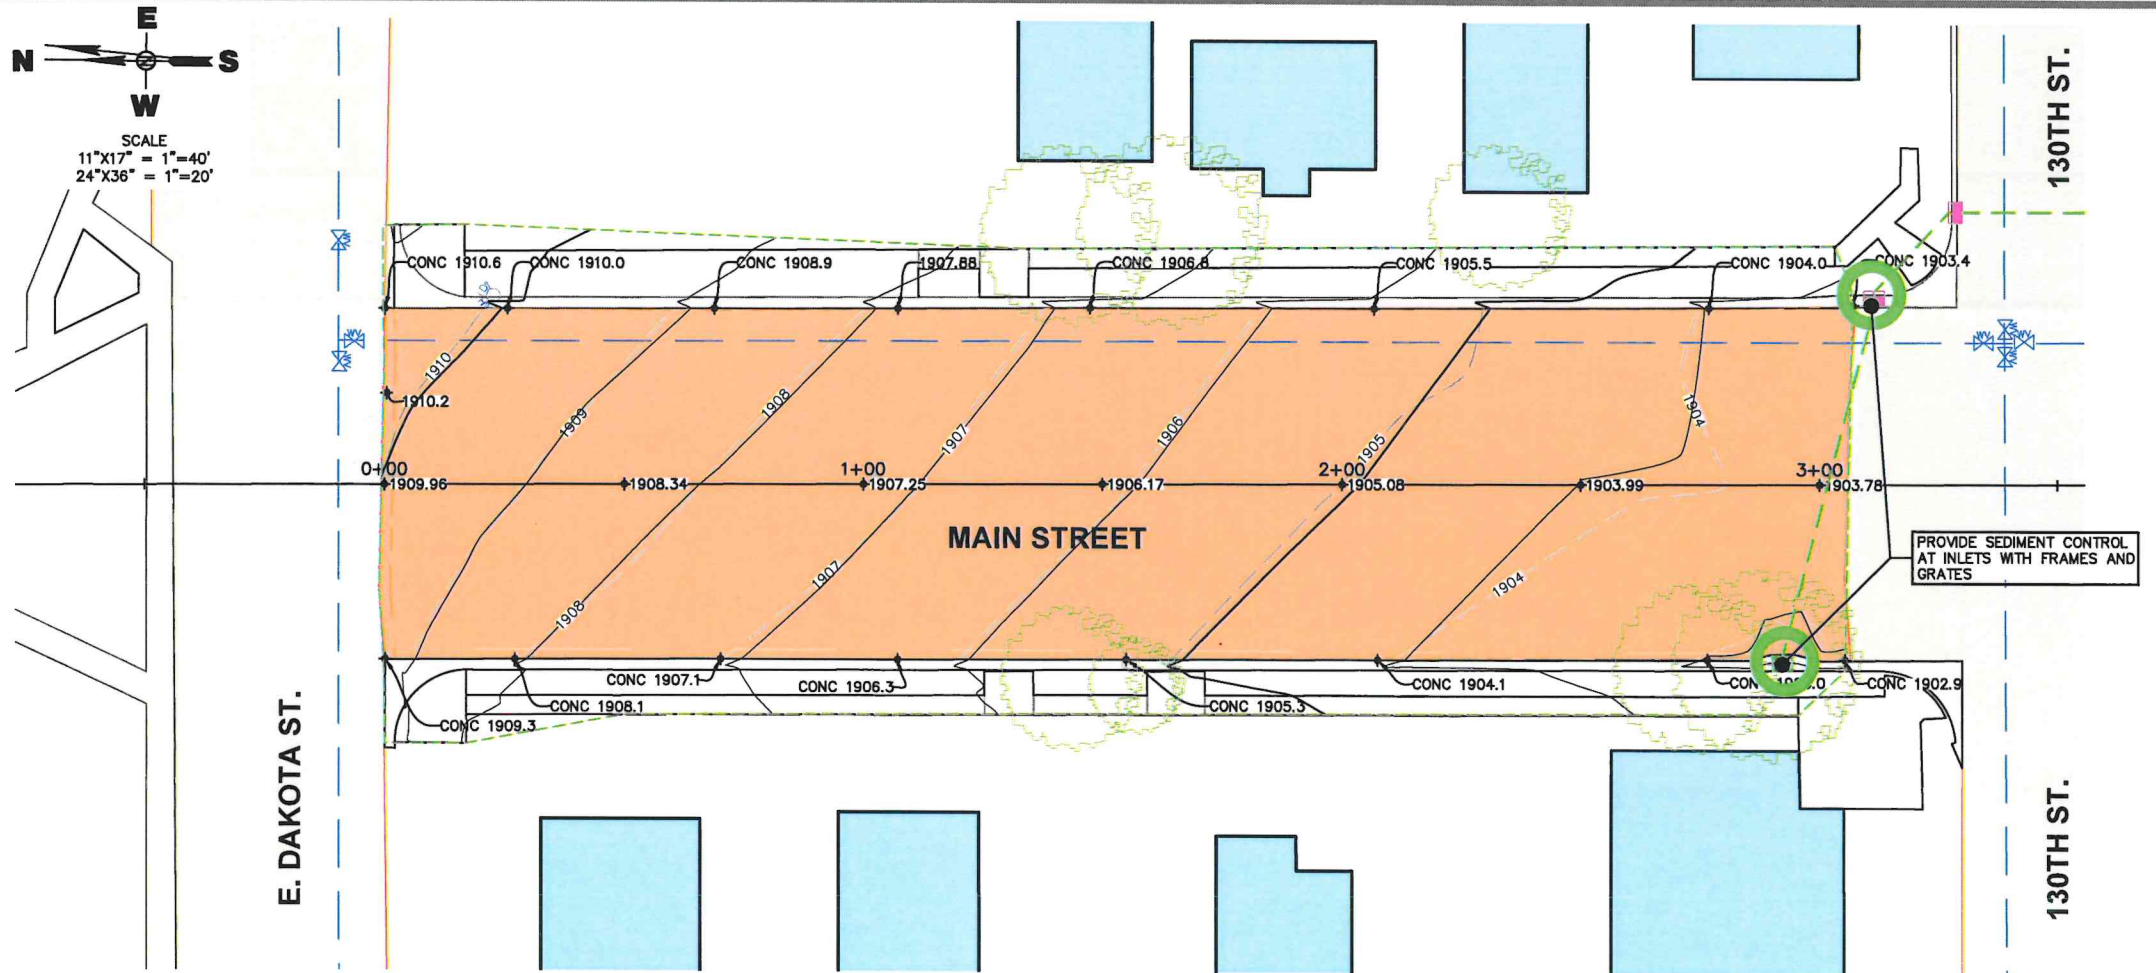 E
N S
W
SCALE
11"X17" = 1"=40'
24"X36" = 1"=20'
130TH ST.
CONC 1910.6
CONC 1910.0
CONC 1908.9
1907.88
CONC 1906.8
CONC 1905.5
CONC 1904.0
CONC 1903.4
1910
1910.2
1909
1908
1907
1906
1905
1904
0+00
1+00
2+00
3+00
1909.96
1908.34
1907.25
1906.17
1905.08
1903.99
1903.78
MAIN STREET
PROVIDE SEDIMENT CONTROL
AT INLETS WITH FRAMES AND
GRATES
1908
1907
1904
CONC 1909.3
CONC 1908.1
CONC 1907.1
CONC 1906.3
CONC 1905.3
CONC 1904.1
CONC 1902.9
E. DAKOTA ST.
130TH ST.